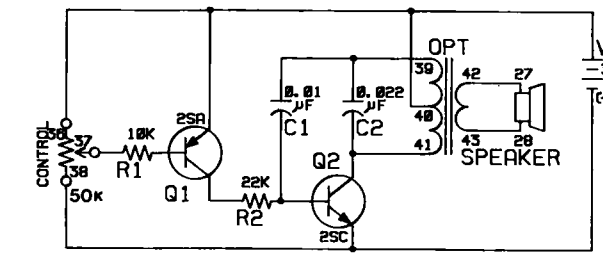 OPT
V
39
42
27
0.01
μF
0.022
μF
C1
C2
40
41
43
28
SPEAKER
2SA
36
37
38
CONTROL
50K
10K
R1
Q1
22K
R2
Q2
2SC